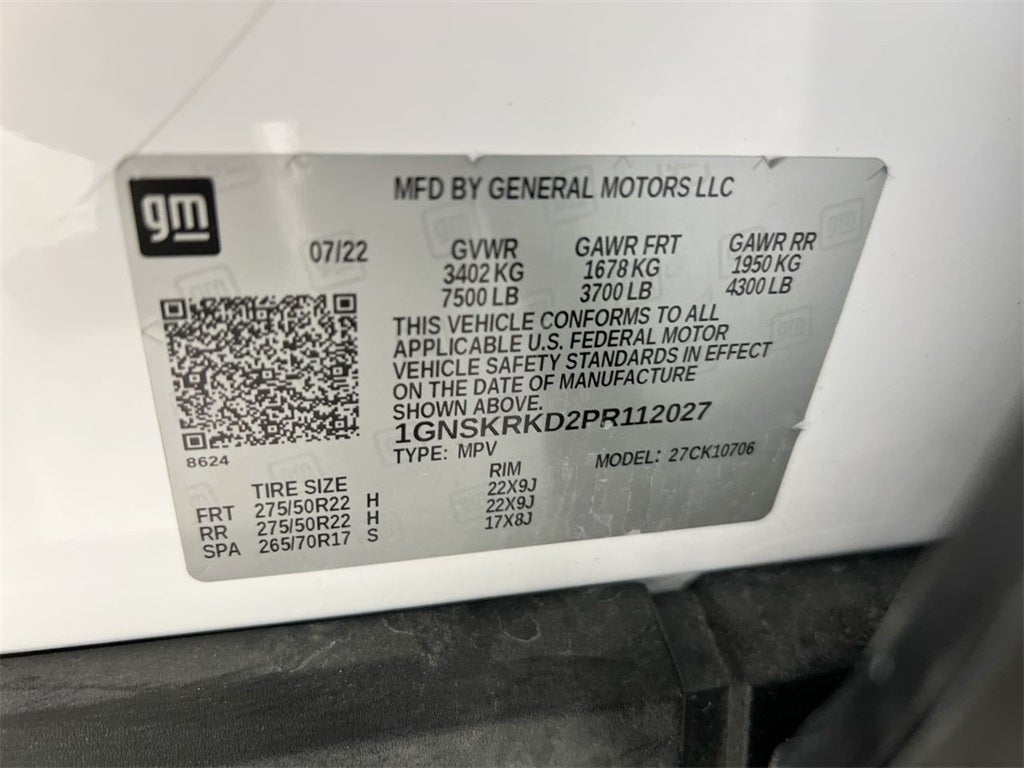 gm
MFD BY GENERAL MOTORS LLC
07/22 GVWR GAWR FRT GAWR RR
3402 KG 1678 KG 1950 KG
7500 LB 3700 LB 4300 LB
THIS VEHICLE CONFORMS TO ALL
APPLICABLE U.S. FEDERAL MOTOR
VEHICLE SAFETY STANDARDS IN EFFECT
ON THE DATE OF MANUFACTURE
SHOWN ABOVE.
1GNSKRKD2PR112027
8624
TYPE: MPV MODEL: 27CK10706
TIRE SIZE RIM
FRT 275/50R22 H 22X9J
RR 275/50R22 H 22X9J
SPA 265/70R17 S 17X8J